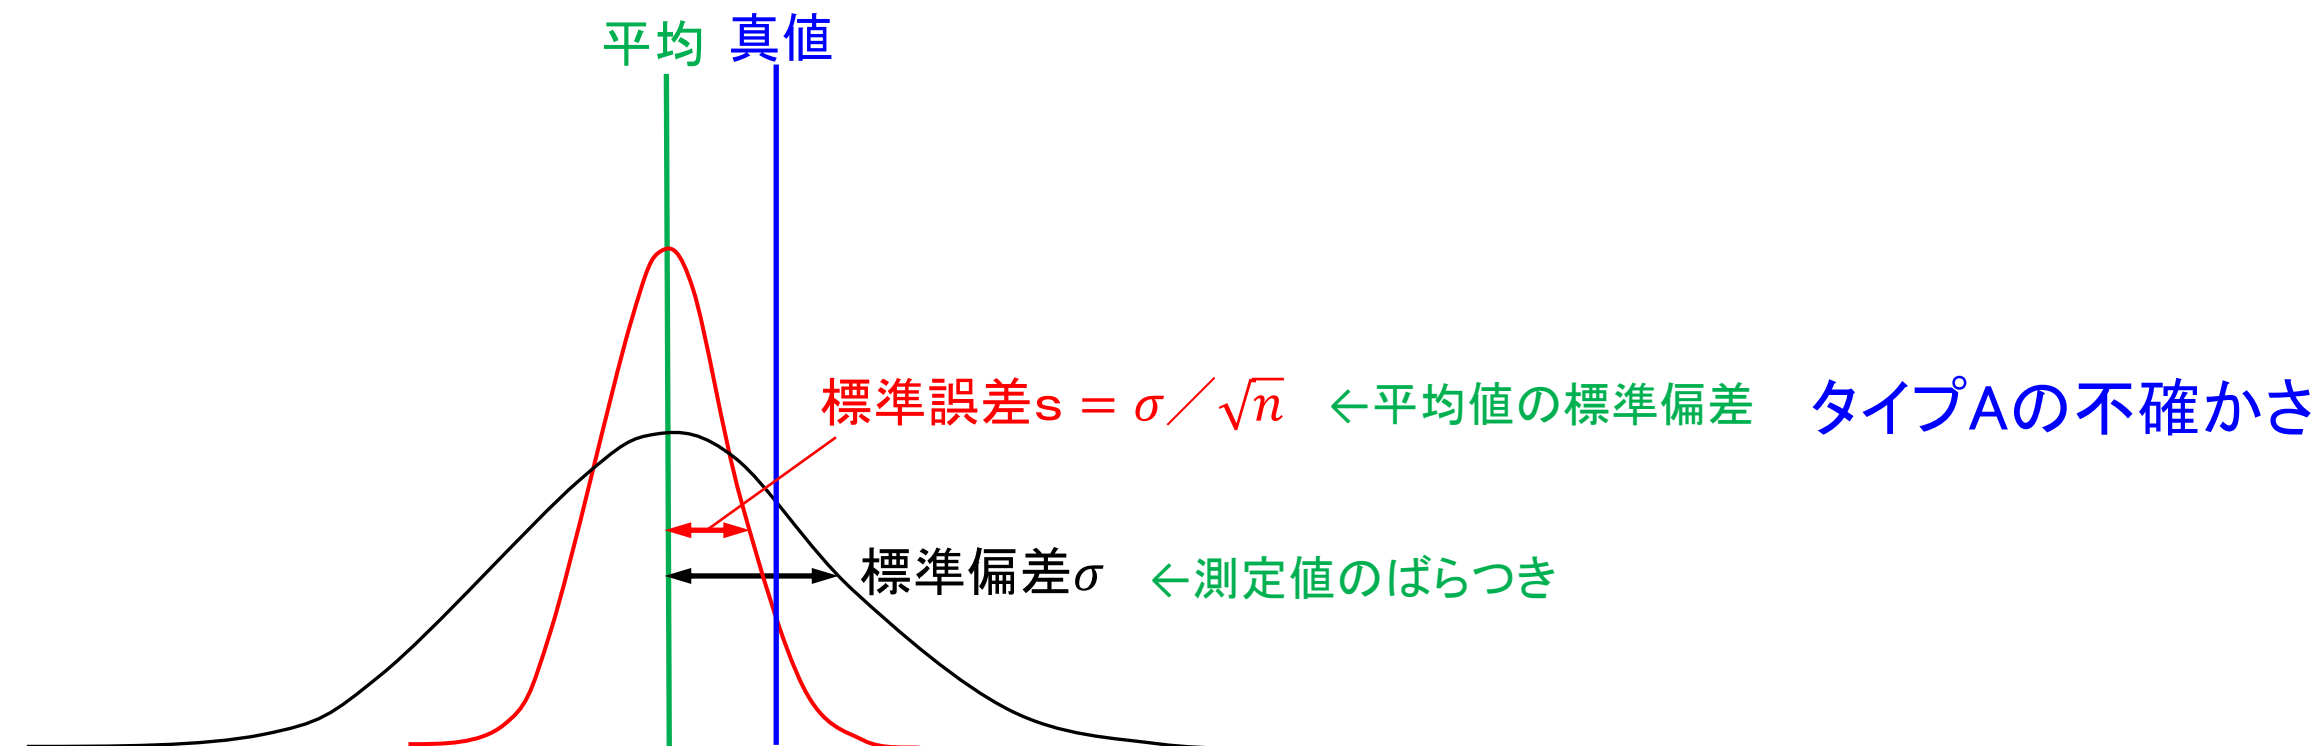 平均 真値
標準誤差s = σ／√n ←平均値の標準偏差 タイプAの不確かさ
標準偏差σ ←測定値のばらつき